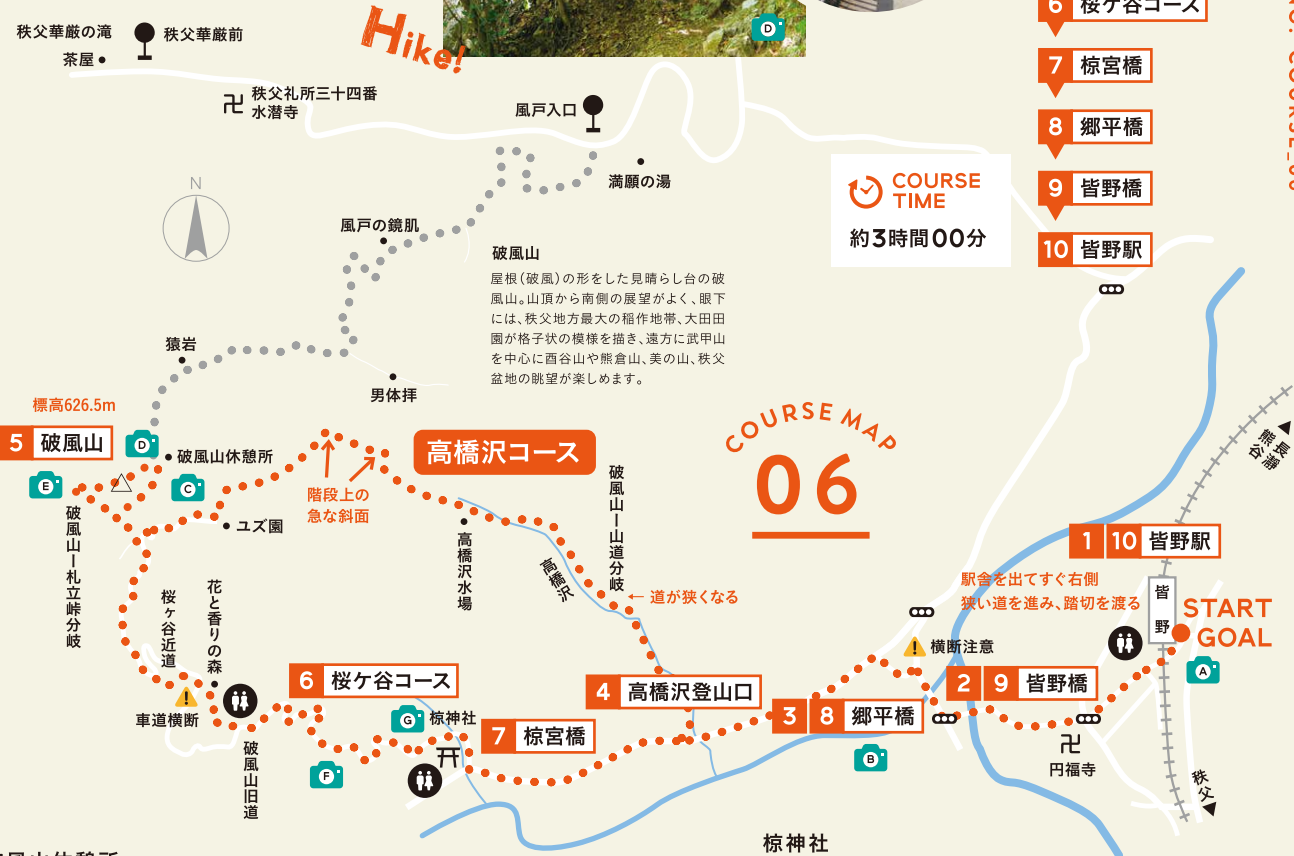 Hike!
D
6 桜ケ谷コース
7 椋宮橋
8 郷平橋
9 皆野橋
10 皆野駅
秩父華厳の滝
秩父華厳前
茶屋
秩父札所三十四番
水潜寺
風戸入口
満願の湯
N
風戸の鏡肌
COURSE
TIME
約3時間00分
破風山
屋根（破風）の形をした見晴らし台の破
風山。山頂から南側の展望がよく、眼下
には、秩父地方最大の稲作地帯、大田田
園が格子状の模様を描き、遠方に武甲山
を中心に酉谷山や熊倉山、美の山、秩父
盆地の眺望が楽しめます。
猿岩
男体拝
標高626.5m
5 破風山
D
E
C
破風山休憩所
ユズ園
破風山ー札立峠分岐
高橋沢コース
階段上の
急な斜面
高橋沢水場
高橋沢
破風山ー山道分岐
← 道が狭くなる
COURSE MAP
06
長瀞
熊谷
1 10 皆野駅
駅舎を出てすぐ右側
狭い道を進み、踏切を渡る
皆野
START
GOAL
A
横断注意
2 9 皆野橋
円福寺
秩父
3 8 郷平橋
B
4 高橋沢登山口
桜ヶ谷近道
花と香りの森
車道横断
破風山旧道
6 桜ケ谷コース
G
椋神社
7 椋宮橋
F
椋神社